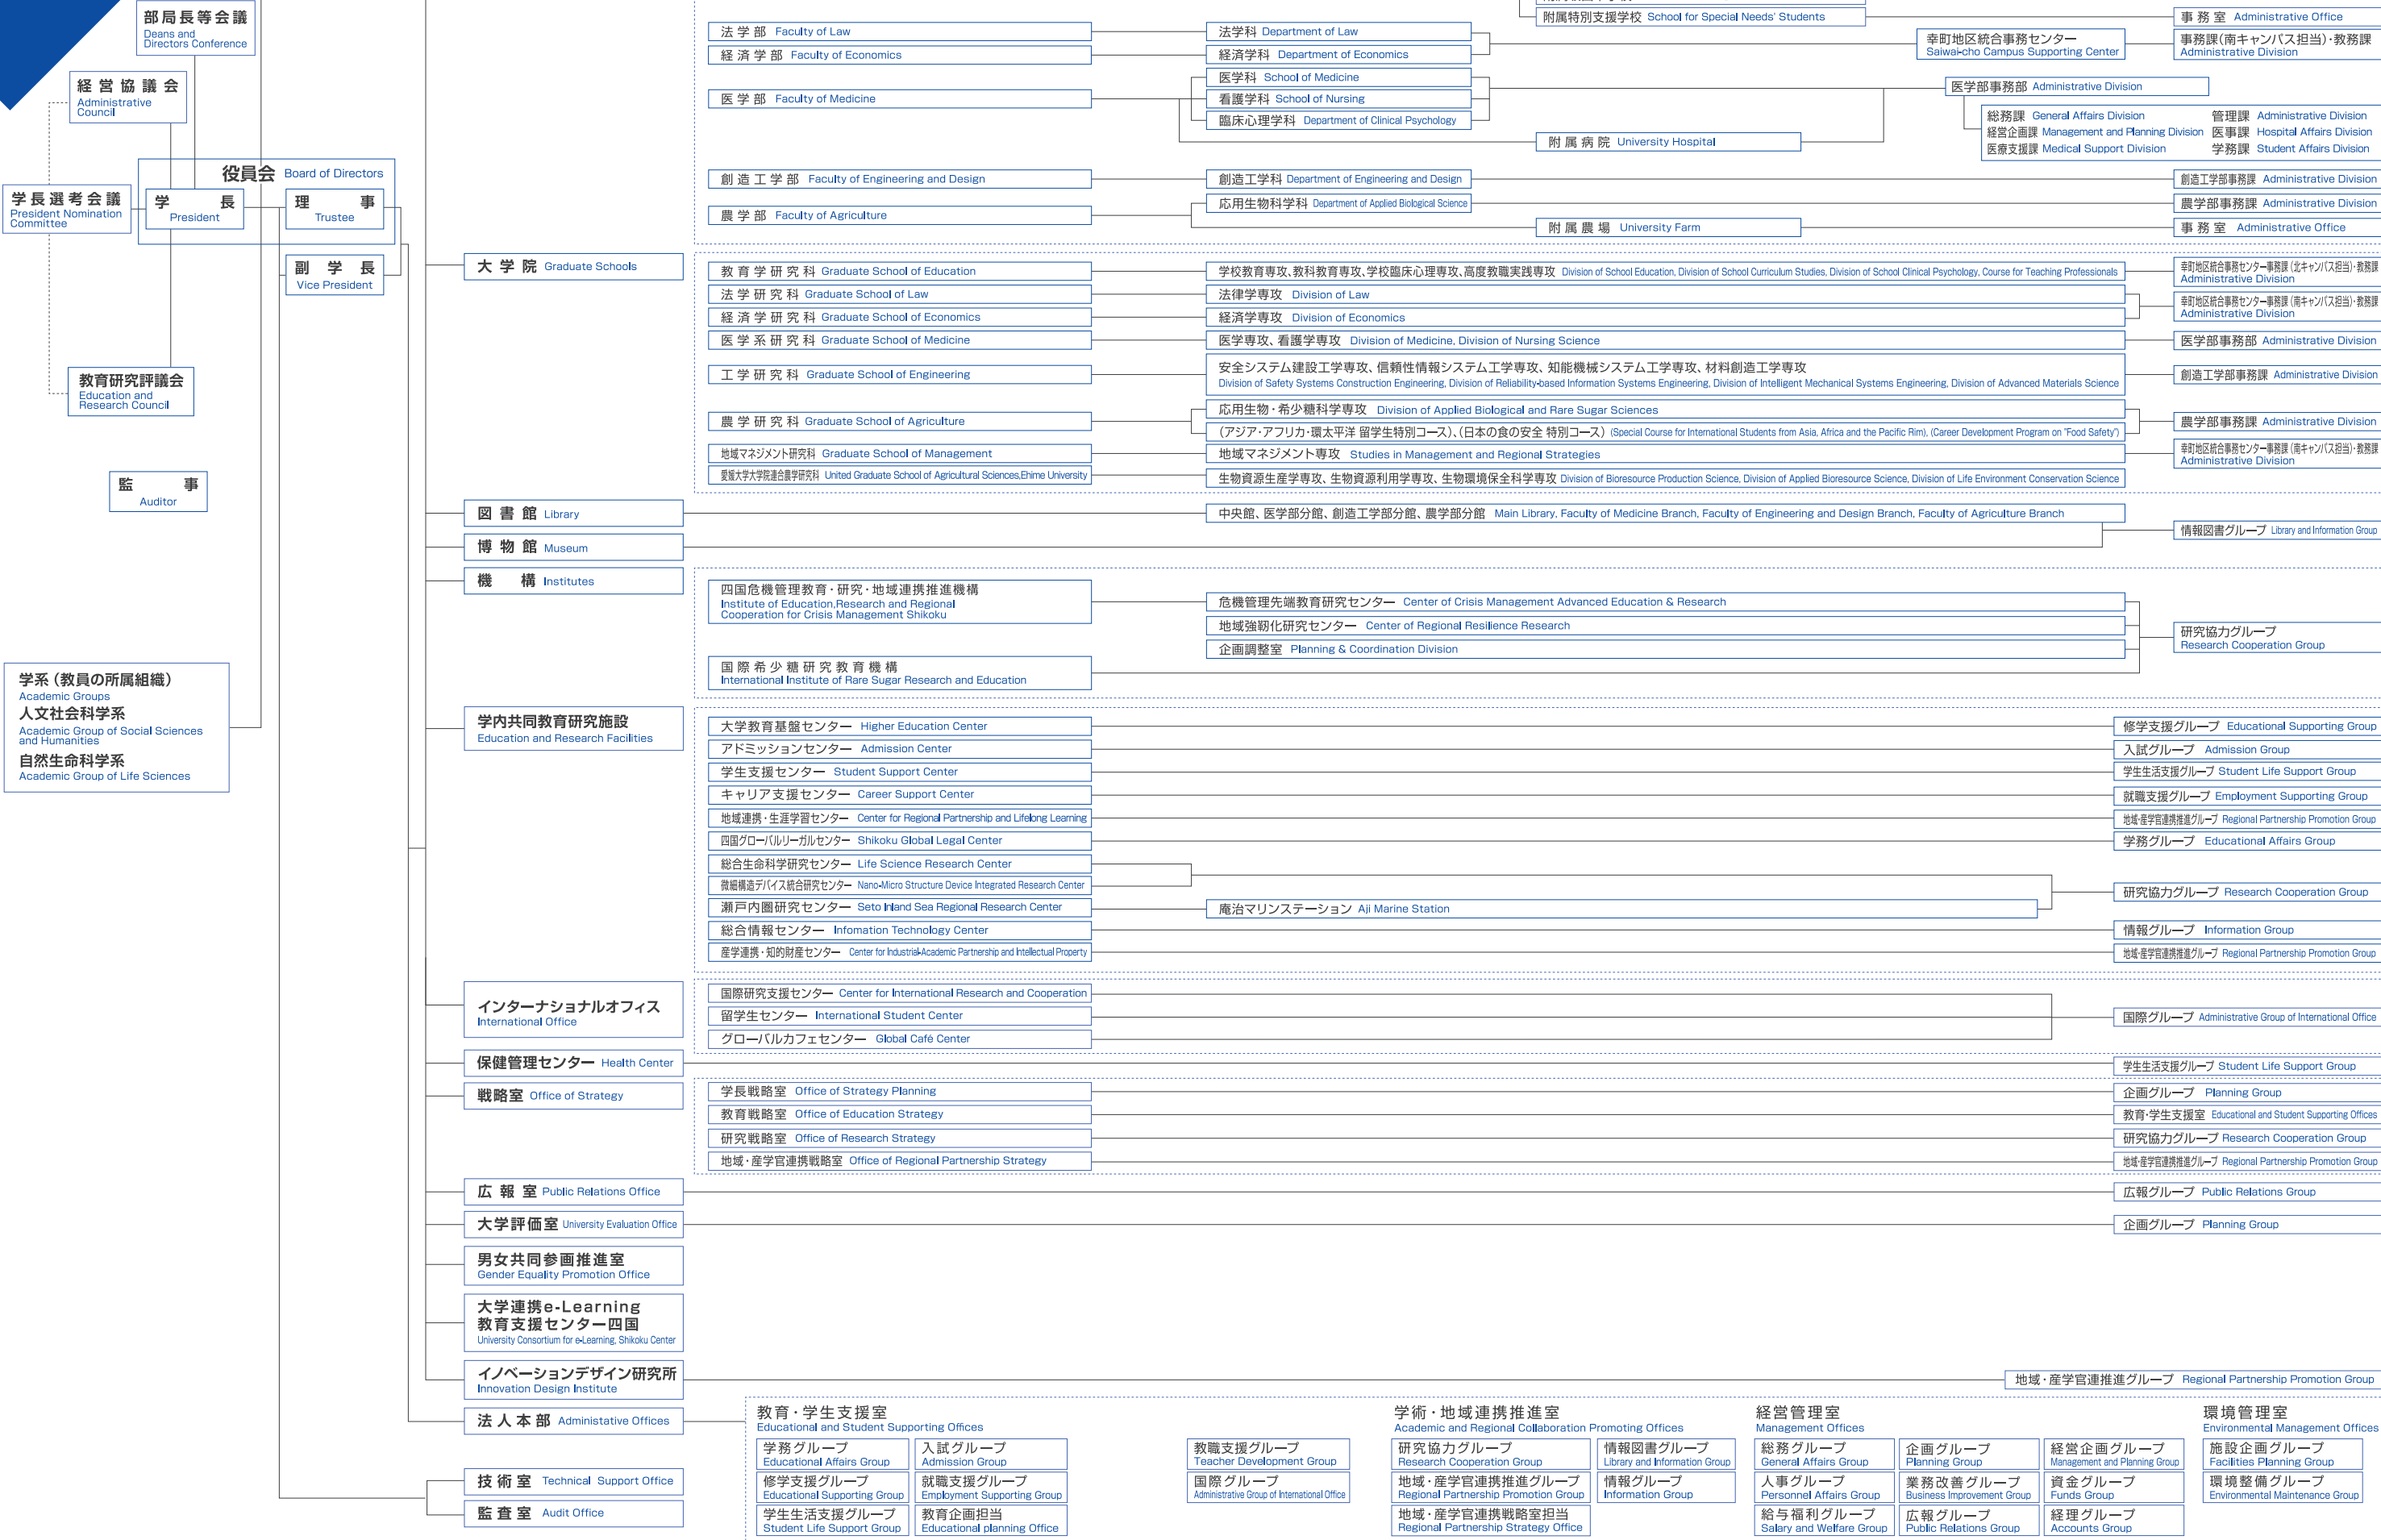 部局長等会議
Deans and
Directors Conference
経営協議会
Administrative
Council
役員会 Board of Directors
学長選考会議
President Nomination
Committee
学長
President
理事
Trustee
副学長
Vice President
教育研究評議会
Education and
Research Council
監事
Auditor
学系（教員の所属組織）
Academic Groups
人文社会科学系
Academic Group of Social Sciences
and Humanities
自然生命科学系
Academic Group of Life Sciences
附属特別支援学校 School for Special Needs' Students
事務室 Administrative Office
法学部 Faculty of Law
法学科 Department of Law
経済学部 Faculty of Economics
経済学科 Department of Economics
幸町地区統合事務センター
Saiwai-cho Campus Supporting Center
事務課（南キャンパス担当）・教務課
Administrative Division
医学部 Faculty of Medicine
医学科 School of Medicine
看護学科 School of Nursing
臨床心理学科 Department of Clinical Psychology
附属病院 University Hospital
医学部事務部 Administrative Division
総務課 General Affairs Division 管理課 Administrative Division
経営企画課 Management and Planning Division 医事課 Hospital Affairs Division
医療支援課 Medical Support Division 学務課 Student Affairs Division
創造工学部 Faculty of Engineering and Design
創造工学科 Department of Engineering and Design
創造工学部事務課 Administrative Division
農学部 Faculty of Agriculture
応用生物科学科 Department of Applied Biological Science
農学部事務課 Administrative Division
附属農場 University Farm
事務室 Administrative Office
大学院 Graduate Schools
教育学研究科 Graduate School of Education
学校教育専攻、教科教育専攻、学校臨床心理専攻、高度教職実践専攻 Division of School Education, Division of School Curriculum Studies, Division of School Clinical Psychology, Course for Teaching Professionals
幸町地区統合事務センター事務課（北キャンパス担当）・教務課
Administrative Division
法学研究科 Graduate School of Law
法律学専攻 Division of Law
幸町地区統合事務センター事務課（南キャンパス担当）・教務課
Administrative Division
経済学研究科 Graduate School of Economics
経済学専攻 Division of Economics
医学系研究科 Graduate School of Medicine
医学専攻、看護学専攻 Division of Medicine, Division of Nursing Science
医学部事務部 Administrative Division
工学研究科 Graduate School of Engineering
安全システム建設工学専攻、信頼性情報システム工学専攻、知能機械システム工学専攻、材料創造工学専攻
Division of Safety Systems Construction Engineering, Division of Reliability-based Information Systems Engineering, Division of Intelligent Mechanical Systems Engineering, Division of Advanced Materials Science
創造工学部事務課 Administrative Division
農学研究科 Graduate School of Agriculture
応用生物・希少糖科学専攻 Division of Applied Biological and Rare Sugar Sciences
（アジア・アフリカ・環太平洋 留学生特別コース）、（日本の食の安全 特別コース） (Special Course for International Students from Asia, Africa and the Pacific Rim), (Career Development Program on "Food Safety")
農学部事務課 Administrative Division
地域マネジメント研究科 Graduate School of Management
地域マネジメント専攻 Studies in Management and Regional Strategies
幸町地区統合事務センター事務課（南キャンパス担当）・教務課
Administrative Division
愛媛大学大学院連合農学研究科 United Graduate School of Agricultural Sciences,Ehime University
生物資源生産学専攻、生物資源利用学専攻、生物環境保全科学専攻 Division of Bioresource Production Science, Division of Applied Bioresource Science, Division of Life Environment Conservation Science
図書館 Library
中央館、医学部分館、創造工学部分館、農学部分館 Main Library, Faculty of Medicine Branch, Faculty of Engineering and Design Branch, Faculty of Agriculture Branch
情報図書グループ Library and Information Group
博物館 Museum
機構 Institutes
四国危機管理教育・研究・地域連携推進機構
Institute of Education,Research and Regional
Cooperation for Crisis Management Shikoku
危機管理先端教育研究センター Center of Crisis Management Advanced Education & Research
地域強靭化研究センター Center of Regional Resilience Research
企画調整室 Planning & Coordination Division
国際希少糖研究教育機構
International Institute of Rare Sugar Research and Education
研究協力グループ
Research Cooperation Group
学内共同教育研究施設
Education and Research Facilities
大学教育基盤センター Higher Education Center
修学支援グループ Educational Supporting Group
アドミッションセンター Admission Center
入試グループ Admission Group
学生支援センター Student Support Center
学生生活支援グループ Student Life Support Group
キャリア支援センター Career Support Center
就職支援グループ Employment Supporting Group
地域連携・生涯学習センター Center for Regional Partnership and Lifelong Learning
地域・産学官連携推進グループ Regional Partnership Promotion Group
四国グローバルリーガルセンター Shikoku Global Legal Center
学務グループ Educational Affairs Group
総合生命科学研究センター Life Science Research Center
微細構造デバイス統合研究センター Nano-Micro Structure Device Integrated Research Center
研究協力グループ Research Cooperation Group
瀬戸内圏研究センター Seto Inland Sea Regional Research Center
庵治マリンステーション Aji Marine Station
総合情報センター Infomation Technology Center
情報グループ Information Group
産学連携・知的財産センター Center for Industrial-Academic Partnership and Intellectual Property
地域・産学官連携推進グループ Regional Partnership Promotion Group
インターナショナルオフィス
International Office
国際研究支援センター Center for International Research and Cooperation
留学生センター International Student Center
グローバルカフェセンター Global Café Center
国際グループ Administrative Group of International Office
保健管理センター Health Center
学生生活支援グループ Student Life Support Group
戦略室 Office of Strategy
学長戦略室 Office of Strategy Planning
企画グループ Planning Group
教育戦略室 Office of Education Strategy
教育・学生支援室 Educational and Student Supporting Offices
研究戦略室 Office of Research Strategy
研究協力グループ Research Cooperation Group
地域・産学官連携戦略室 Office of Regional Partnership Strategy
地域・産学官連携推進グループ Regional Partnership Promotion Group
広報室 Public Relations Office
広報グループ Public Relations Group
大学評価室 University Evaluation Office
企画グループ Planning Group
男女共同参画推進室
Gender Equality Promotion Office
大学連携e-Learning
教育支援センター四国
University Consortium for e-Learning, Shikoku Center
イノベーションデザイン研究所
Innovation Design Institute
地域・産学官連推進グループ Regional Partnership Promotion Group
法人本部 Administative Offices
教育・学生支援室
Educational and Student Supporting Offices
学務グループ
Educational Affairs Group
入試グループ
Admission Group
教職支援グループ
Teacher Development Group
修学支援グループ
Educational Supporting Group
就職支援グループ
Employment Supporting Group
国際グループ
Administrative Group of International Office
学生生活支援グループ
Student Life Support Group
教育企画担当
Educational planning Office
学術・地域連携推進室
Academic and Regional Collaboration Promoting Offices
研究協力グループ
Research Cooperation Group
情報図書グループ
Library and Information Group
地域・産学官連携推進グループ
Regional Partnership Promotion Group
情報グループ
Information Group
地域・産学官連携戦略室担当
Regional Partnership Strategy Office
経営管理室
Management Offices
総務グループ
General Affairs Group
企画グループ
Planning Group
経営企画グループ
Management and Planning Group
人事グループ
Personnel Affairs Group
業務改善グループ
Business Improvement Group
資金グループ
Funds Group
給与福利グループ
Salary and Welfare Group
広報グループ
Public Relations Group
経理グループ
Accounts Group
環境管理室
Environmental Management Offices
施設企画グループ
Facilities Planning Group
環境整備グループ
Environmental Maintenance Group
技術室 Technical Support Office
監査室 Audit Office